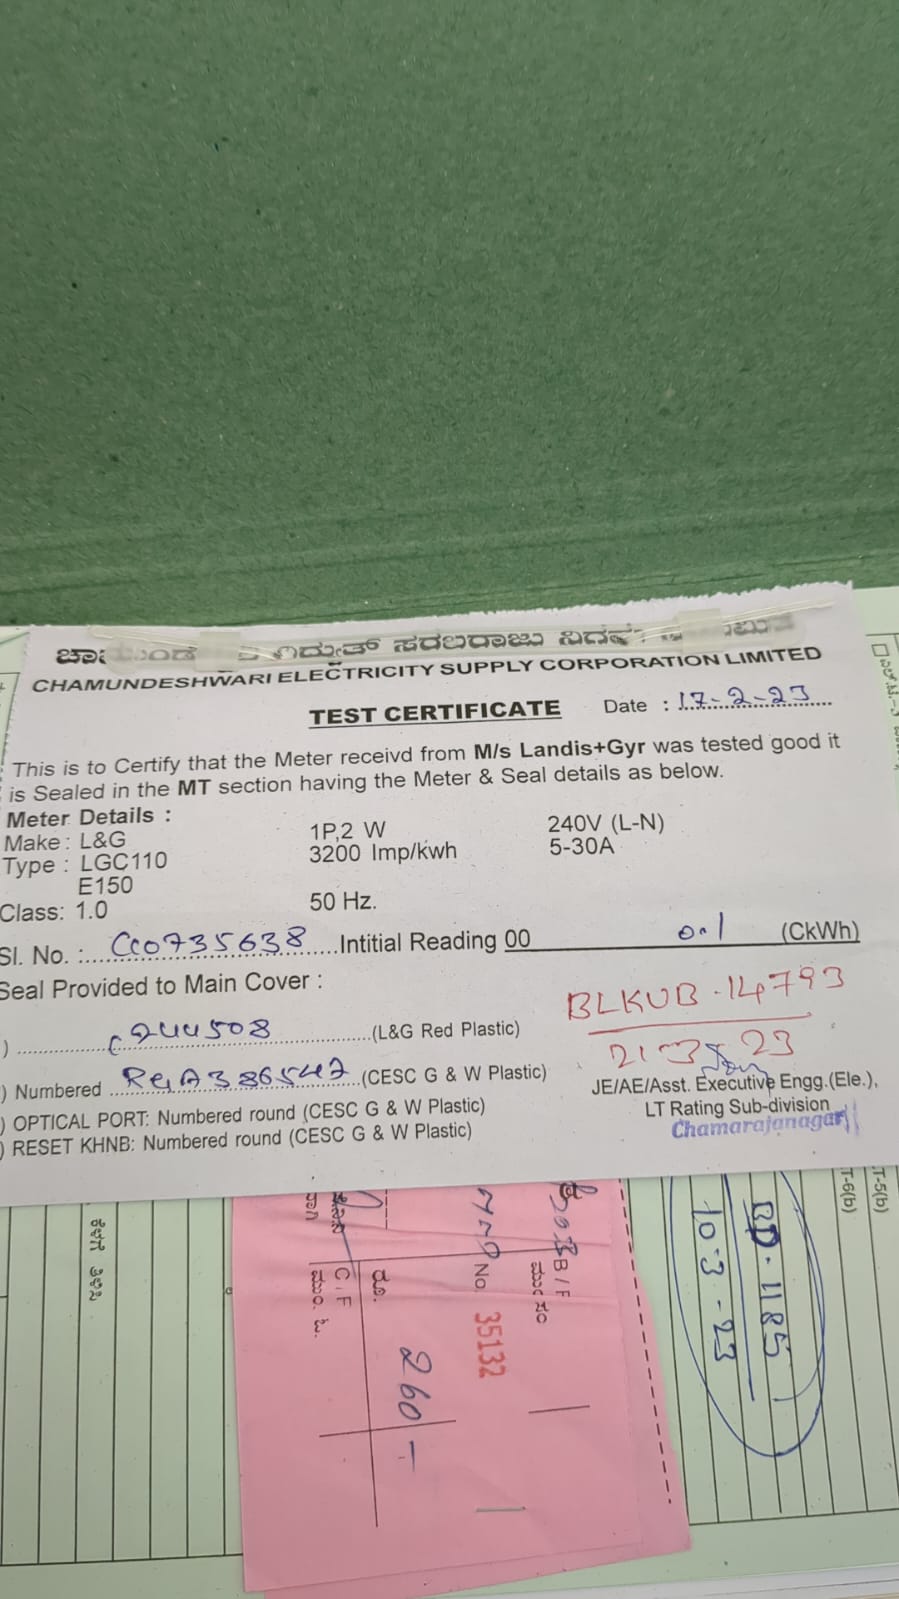 ವಿದ್ಯುತ್ ಸರಬರಾಜು
CHAMUNDESHWARI ELECTRICITY SUPPLY CORPORATION LIMITED
TEST CERTIFICATE Date : 17-2-23
This is to Certify that the Meter receivd from M/s Landis+Gyr was tested good it
is Sealed in the MT section having the Meter & Seal details as below.
Meter Details :
Make : L&G 1P,2 W 240V (L-N)
Type : LGC110 3200 Imp/kwh 5-30A
E150
Class: 1.0 50 Hz.
Sl. No. : CC0735638 Intitial Reading 00 0.1 (CkWh)
Seal Provided to Main Cover :
BLKUB.14793
) 244508 (L&G Red Plastic)
) Numbered 386542 (CESC G & W Plastic)
JE/AE/Asst. Executive Engg.(Ele.),
) OPTICAL PORT: Numbered round (CESC G & W Plastic)
LT Rating Sub-division
) RESET KHNB: Numbered round (CESC G & W Plastic)
Chamarajanagar
T-5(b)
T-6(b)
BD.1185
10-3-23
B/F
No. 35132
ರೂ. 260/-
C/F